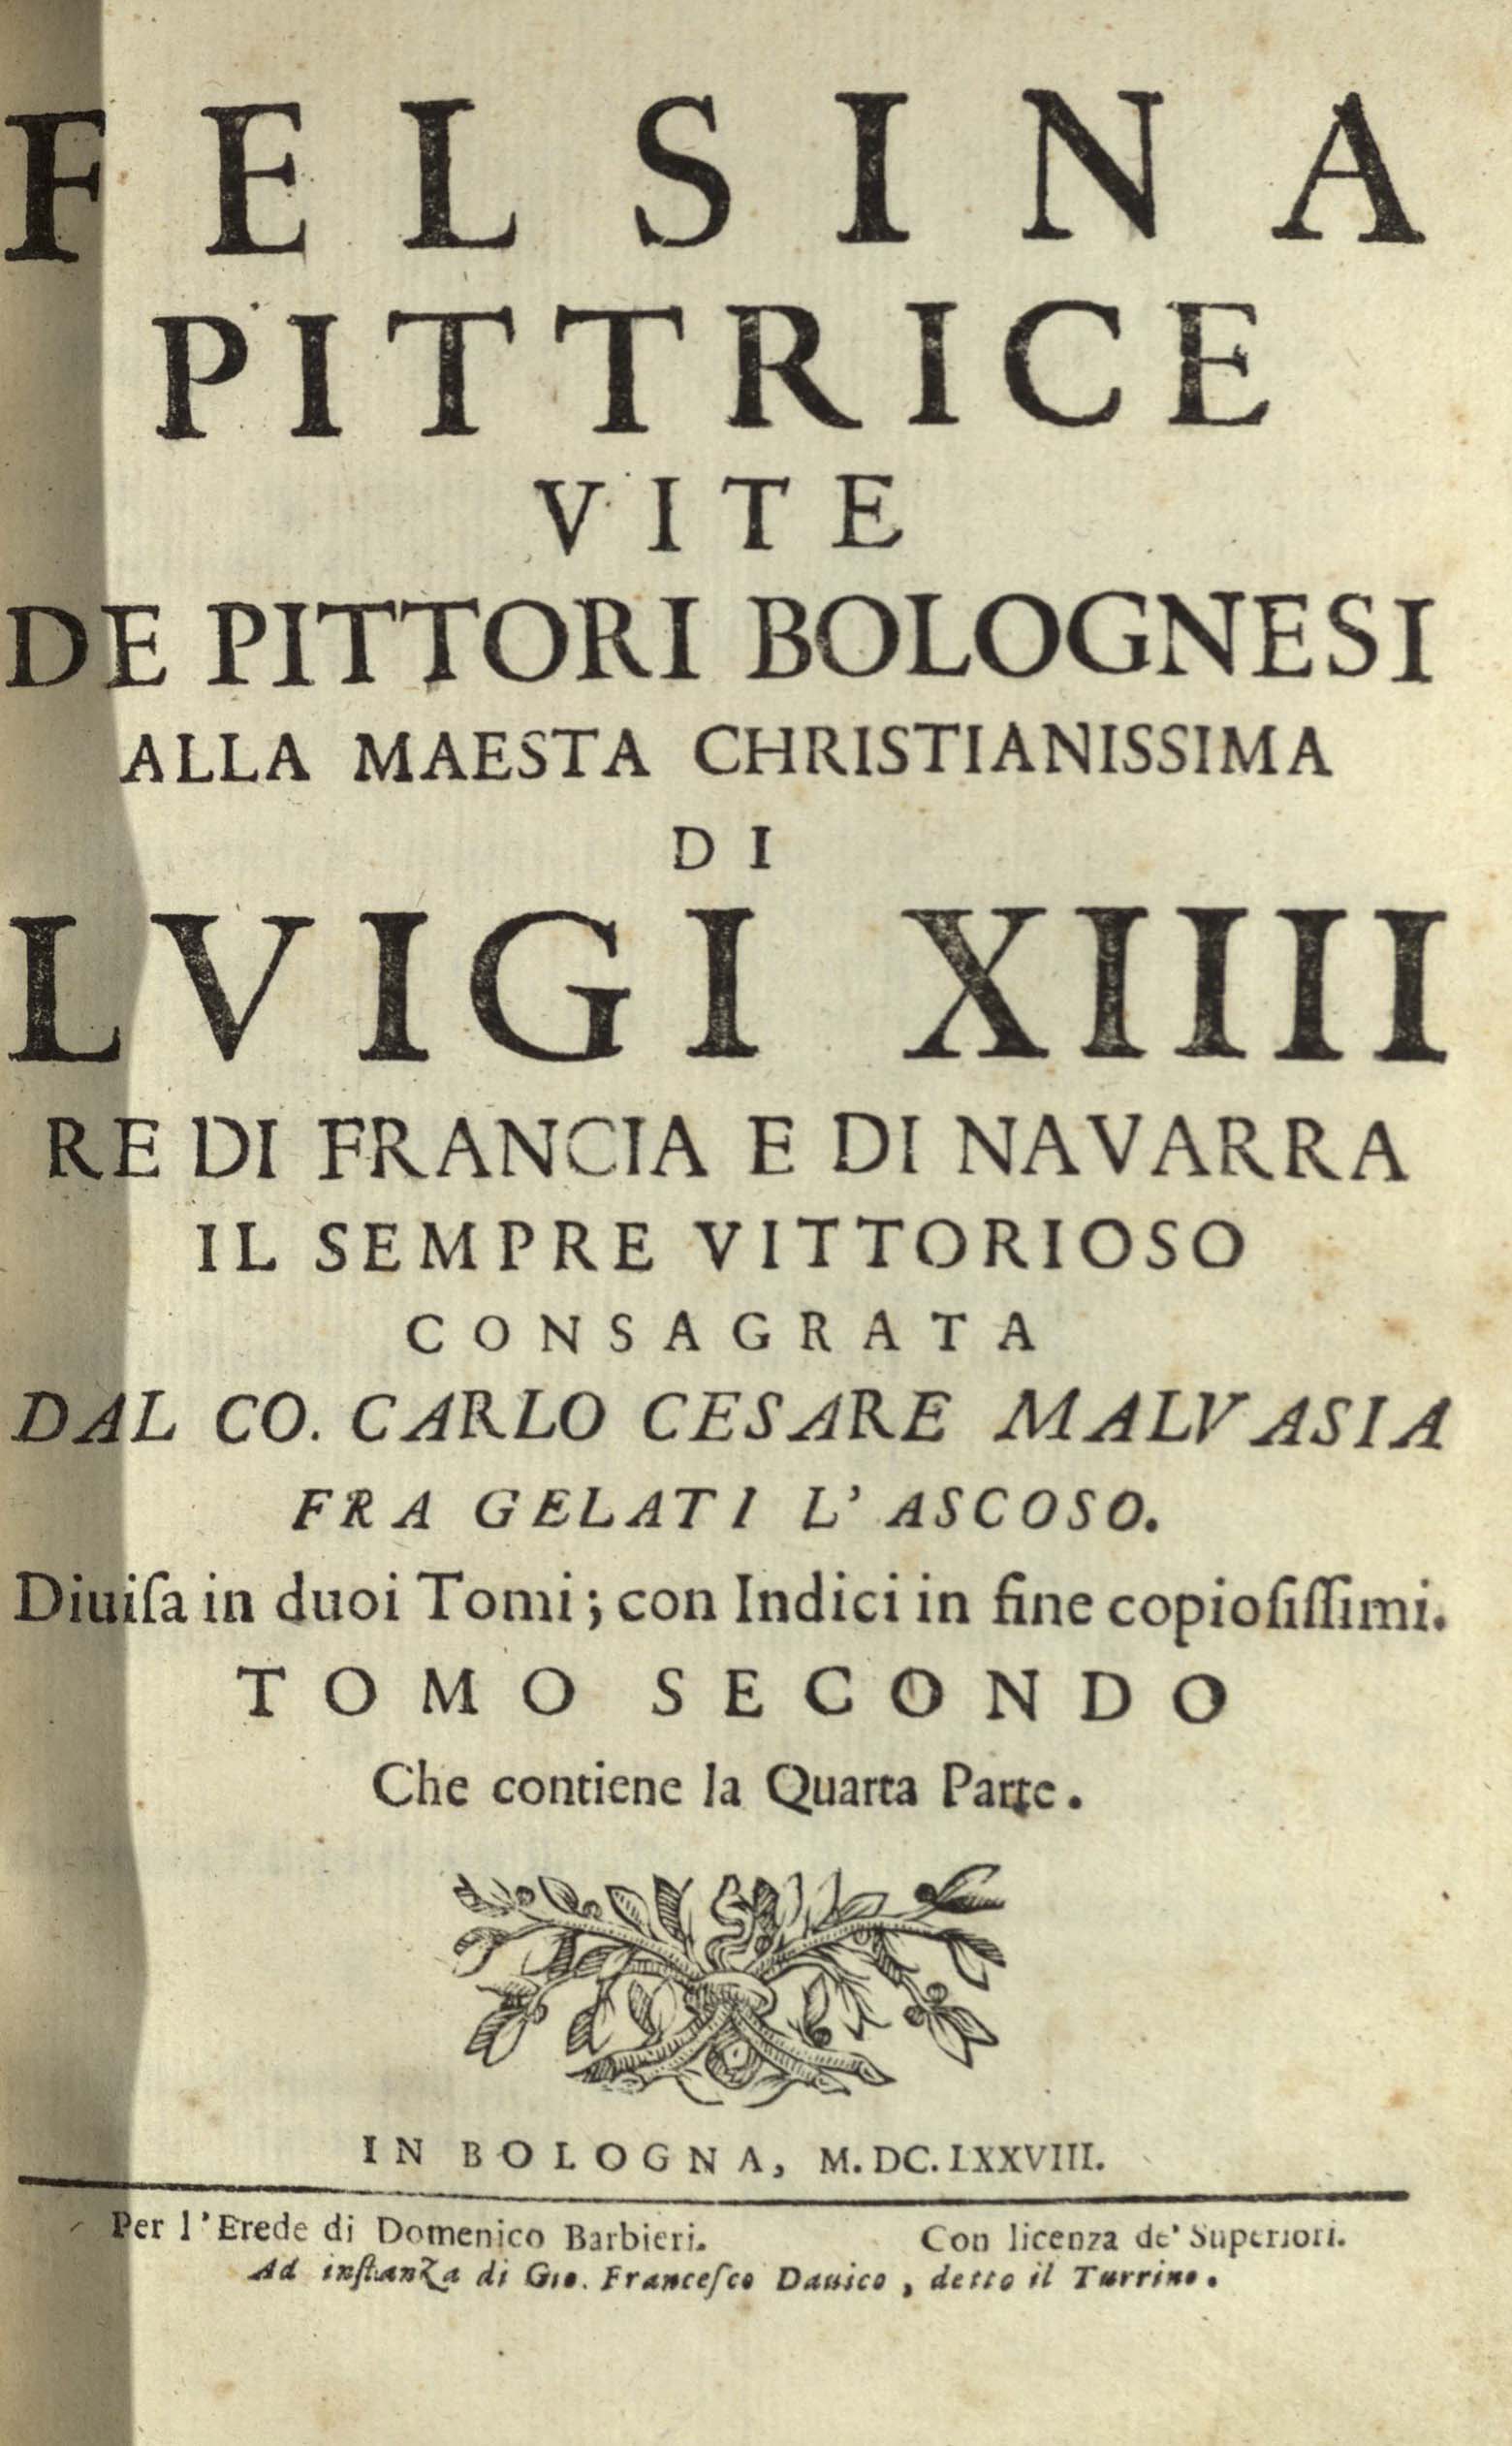 FELSINA
PITTRICE
VITE
DE PITTORI BOLOGNESI
ALLA MAESTA CHRISTIANISSIMA
DI
LVIGI XIIII
RE DI FRANCIA E DI NAVARRA
IL SEMPRE VITTORIOSO
CONSAGRATA
DAL CO. CARLO CESARE MALVASIA
FRA GELATI L'ASCOSO.
Diuiſa in duoi Tomi; con Indici in fine copioſiſſimi.
TOMO SECONDO
Che contiene la Quarta Parte.
IN BOLOGNA, M.DC.LXXVIII.
Per l'Erede di Domenico Barbieri. Con licenza de' Superiori.
Ad inſtanza di Gio. Franceſco Dauico, detto il Turrino.